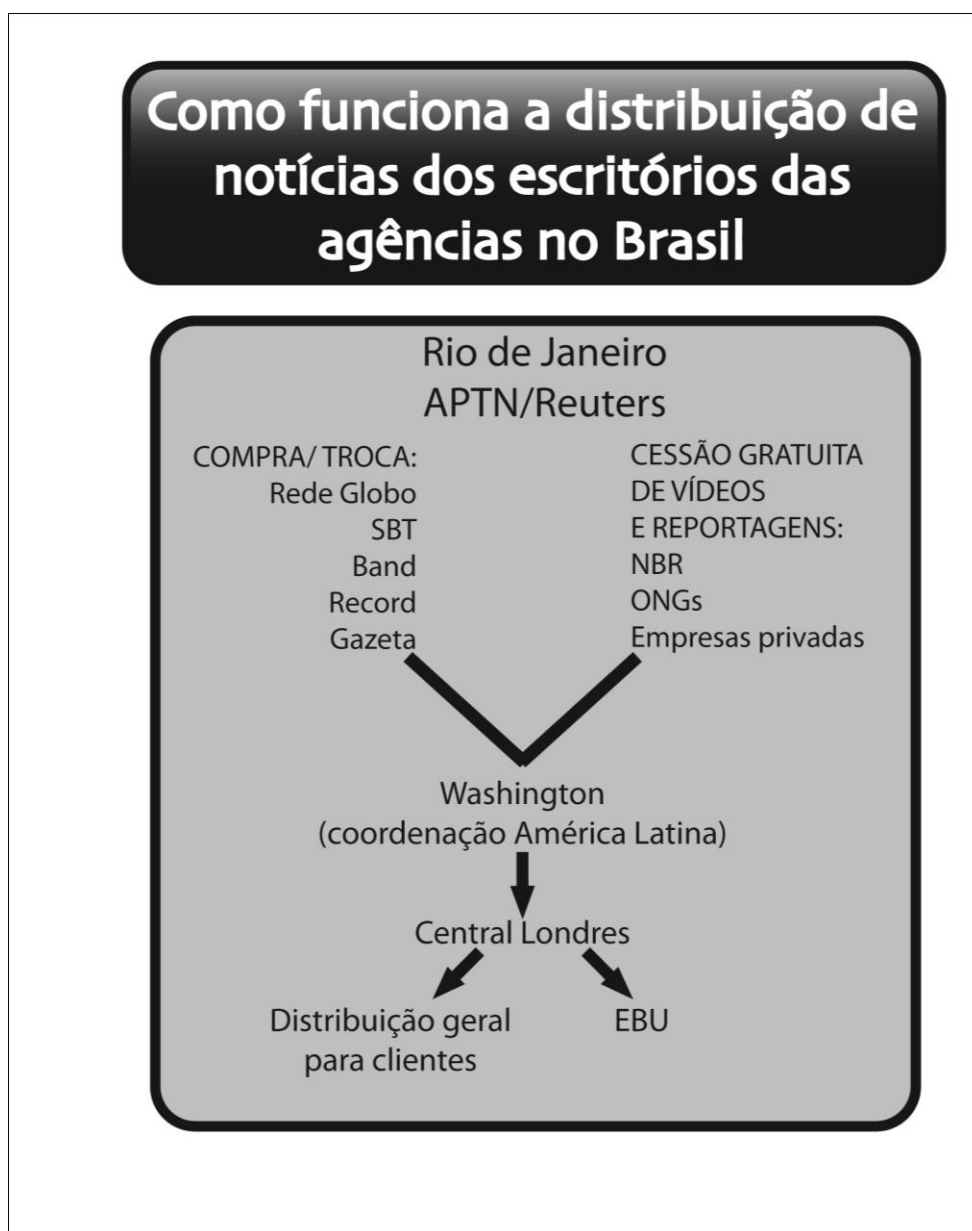 Como funciona a distribuição de
notícias dos escritórios das
agências no Brasil
Rio de Janeiro
APTN/Reuters
COMPRA/ TROCA:
Rede Globo
SBT
Band
Record
Gazeta
CESSÃO GRATUITA
DE VÍDEOS
E REPORTAGENS:
NBR
ONGs
Empresas privadas
Washington
(coordenação América Latina)
Central Londres
Distribuição geral
para clientes
EBU